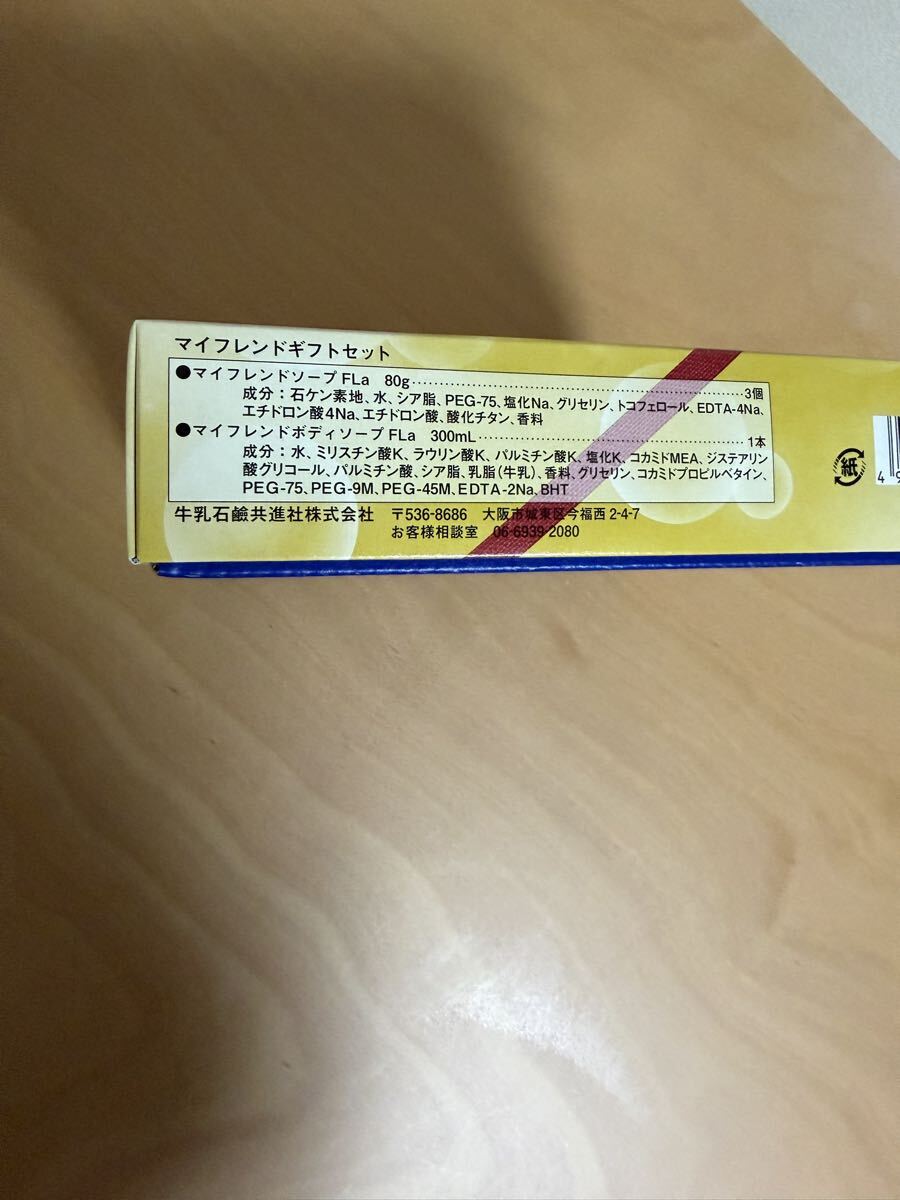 マイフレンドギフトセット
●マイフレンドソープFLa 80g……………………………………………………3個
成分：石ケン素地、水、シア脂、PEG-75、塩化Na、グリセリン、トコフェロール、EDTA-4Na、
エチドロン酸4Na、エチドロン酸、酸化チタン、香料
●マイフレンドボディソープFLa 300mL……………………………………………1本
成分：水、ミリスチン酸K、ラウリン酸K、パルミチン酸K、塩化K、コカミドMEA、ジステアリン
酸グリコール、パルミチン酸、シア脂、乳脂（牛乳）、香料、グリセリン、コカミドプロピルベタイン、
PEG-75、PEG-9M、PEG-45M、EDTA-2Na、BHT
牛乳石鹼共進社株式会社 〒536-8686 大阪市城東区今福西2-4-7
お客様相談室 06-6939-2080
紙
4 9